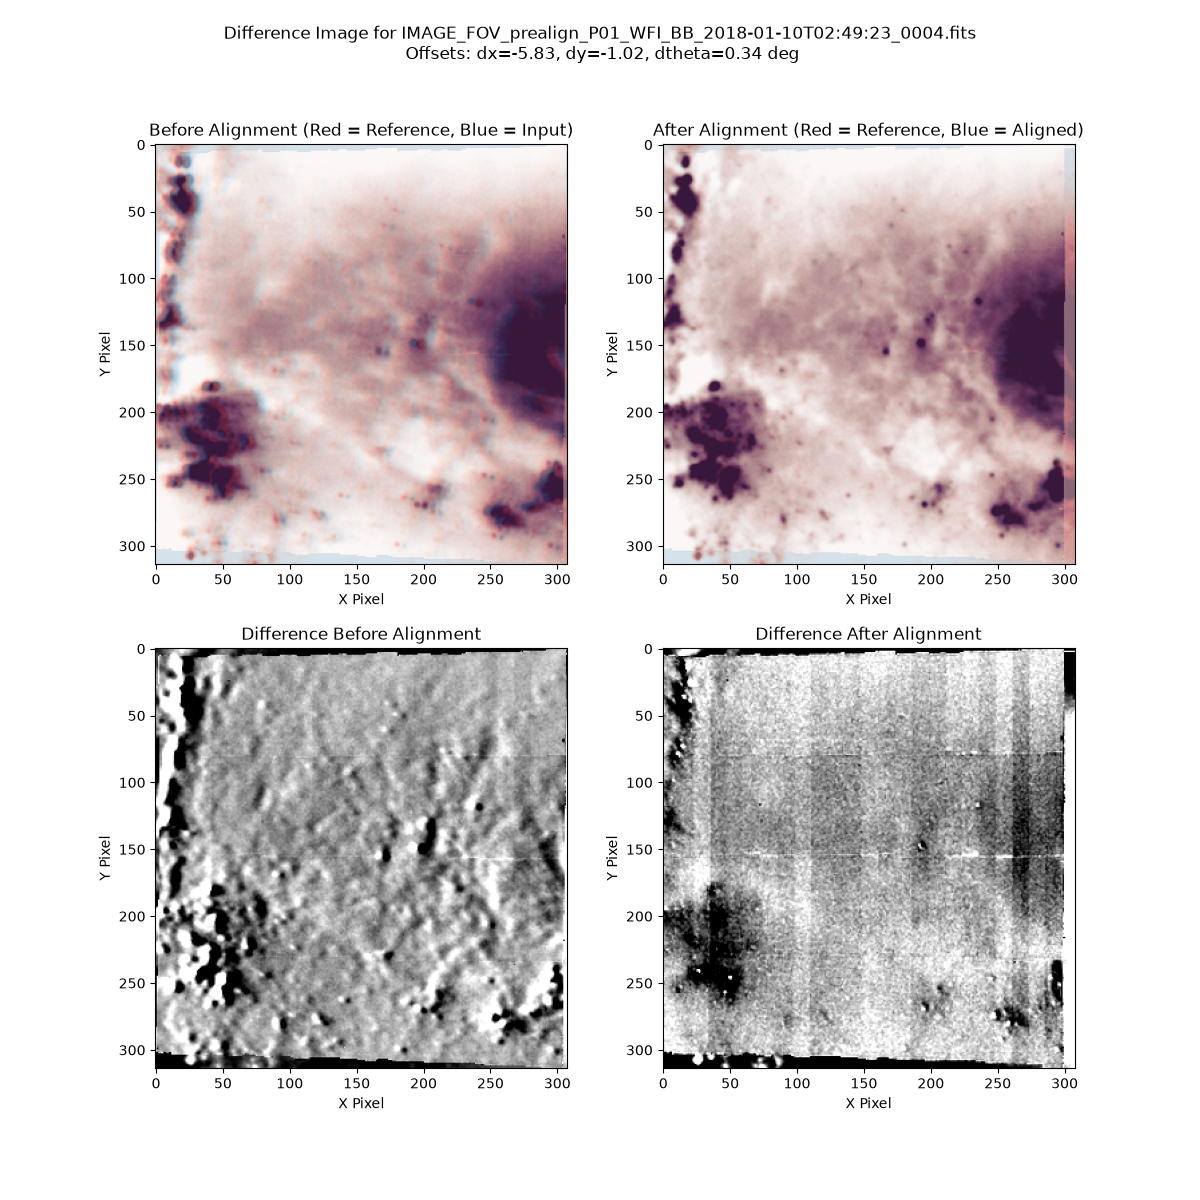 Difference Image for IMAGE_FOV_prealign_P01_WFI_BB_2018-01-10T02:49:23_0004.fits
Offsets: dx=-5.83, dy=-1.02, dtheta=0.34 deg
Before Alignment (Red = Reference, Blue = Input)
0
50
100
150
200
250
300
Y Pixel
0 50 100 150 200 250 300
X Pixel
After Alignment (Red = Reference, Blue = Aligned)
0
50
100
150
200
250
300
Y Pixel
0 50 100 150 200 250 300
X Pixel
Difference Before Alignment
0
50
100
150
200
250
300
Y Pixel
0 50 100 150 200 250 300
X Pixel
Difference After Alignment
0
50
100
150
200
250
300
Y Pixel
0 50 100 150 200 250 300
X Pixel